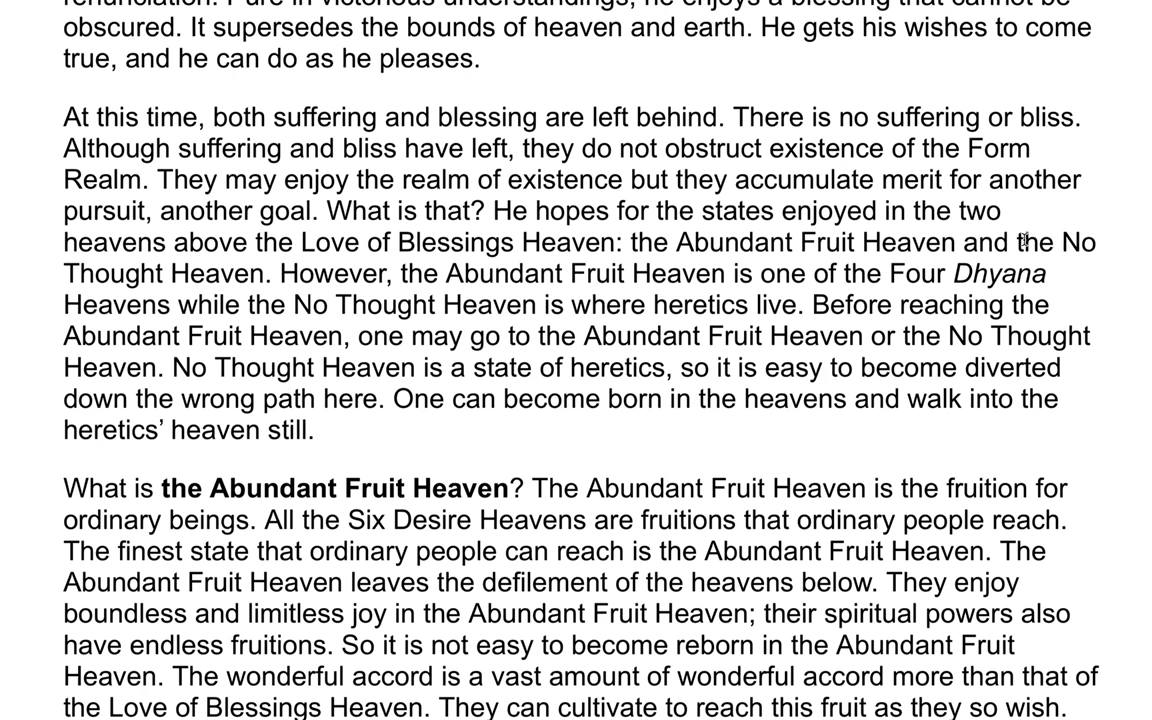 renunciation. Pure in victorious understandings, he enjoys a blessing that cannot be
obscured. It supersedes the bounds of heaven and earth. He gets his wishes to come
true, and he can do as he pleases.
At this time, both suffering and blessing are left behind. There is no suffering or bliss.
Although suffering and bliss have left, they do not obstruct existence of the Form
Realm. They may enjoy the realm of existence but they accumulate merit for another
pursuit, another goal. What is that? He hopes for the states enjoyed in the two
heavens above the Love of Blessings Heaven: the Abundant Fruit Heaven and the No
Thought Heaven. However, the Abundant Fruit Heaven is one of the Four Dhyana
Heavens while the No Thought Heaven is where heretics live. Before reaching the
Abundant Fruit Heaven, one may go to the Abundant Fruit Heaven or the No Thought
Heaven. No Thought Heaven is a state of heretics, so it is easy to become diverted
down the wrong path here. One can become born in the heavens and walk into the
heretics’ heaven still.
What is the Abundant Fruit Heaven? The Abundant Fruit Heaven is the fruition for
ordinary beings. All the Six Desire Heavens are fruitions that ordinary people reach.
The finest state that ordinary people can reach is the Abundant Fruit Heaven. The
Abundant Fruit Heaven leaves the defilement of the heavens below. They enjoy
boundless and limitless joy in the Abundant Fruit Heaven; their spiritual powers also
have endless fruitions. So it is not easy to become reborn in the Abundant Fruit
Heaven. The wonderful accord is a vast amount of wonderful accord more than that of
the Love of Blessings Heaven. They can cultivate to reach this fruit as they so wish.